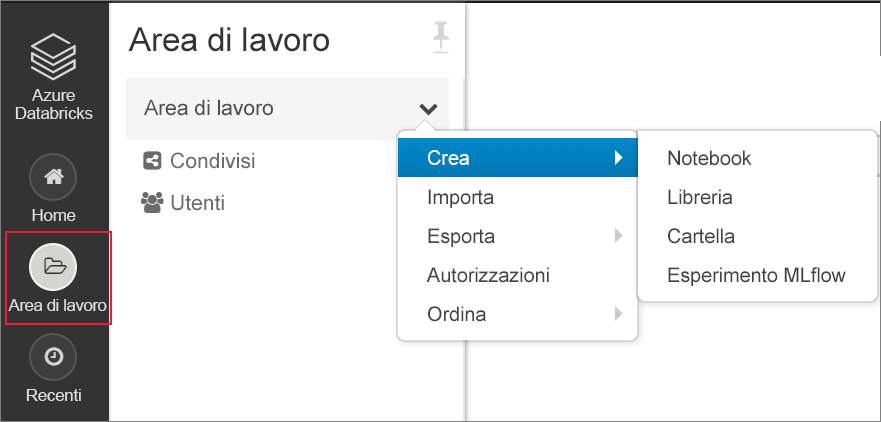 Azure
Databricks
Home
Area di lavoro
Recenti
Area di lavoro
Area di lavoro
Condivisi
Utenti
Crea
Importa
Esporta
Autorizzazioni
Ordina
Notebook
Libreria
Cartella
Esperimento MLflow